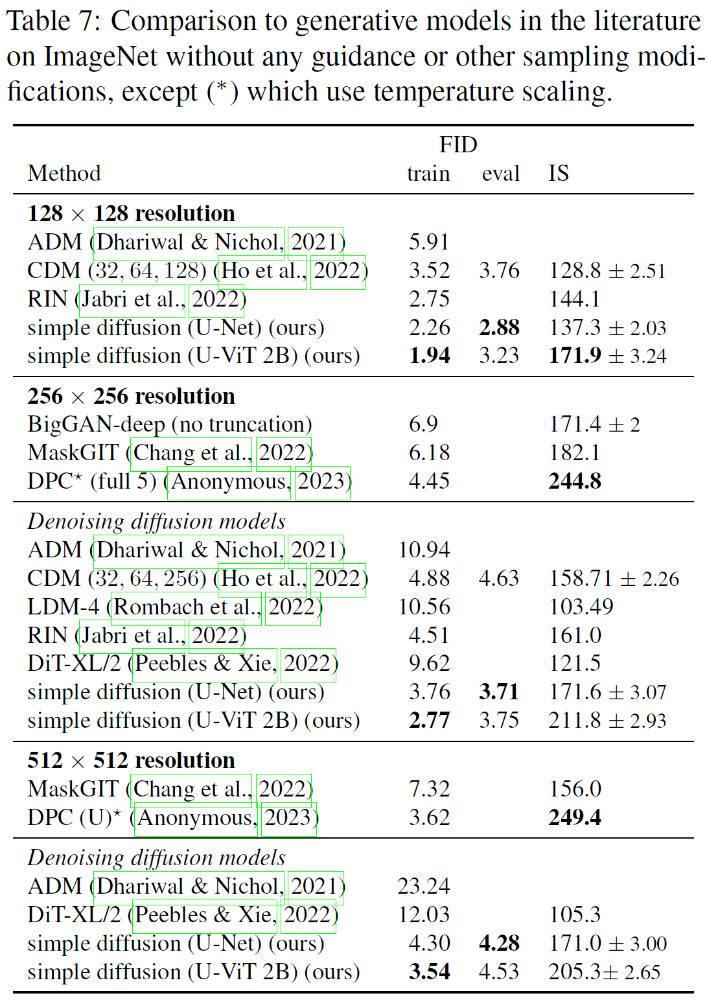 Table 7: Comparison to generative models in the literature
on ImageNet without any guidance or other sampling modi-
fications, except (*) which use temperature scaling.
FID
Method train eval IS
128 × 128 resolution
ADM (Dhariwal & Nichol, 2021) 5.91
CDM (32, 64, 128) (Ho et al., 2022) 3.52 3.76 128.8 ± 2.51
RIN (Jabri et al., 2022) 2.75 144.1
simple diffusion (U-Net) (ours) 2.26 2.88 137.3 ± 2.03
simple diffusion (U-ViT 2B) (ours) 1.94 3.23 171.9 ± 3.24
256 × 256 resolution
BigGAN-deep (no truncation) 6.9 171.4 ± 2
MaskGIT (Chang et al., 2022) 6.18 182.1
DPC⋆ (full 5) (Anonymous, 2023) 4.45 244.8
Denoising diffusion models
ADM (Dhariwal & Nichol, 2021) 10.94
CDM (32, 64, 256) (Ho et al., 2022) 4.88 4.63 158.71 ± 2.26
LDM-4 (Rombach et al., 2022) 10.56 103.49
RIN (Jabri et al., 2022) 4.51 161.0
DiT-XL/2 (Peebles & Xie, 2022) 9.62 121.5
simple diffusion (U-Net) (ours) 3.76 3.71 171.6 ± 3.07
simple diffusion (U-ViT 2B) (ours) 2.77 3.75 211.8 ± 2.93
512 × 512 resolution
MaskGIT (Chang et al., 2022) 7.32 156.0
DPC (U)⋆ (Anonymous, 2023) 3.62 249.4
Denoising diffusion models
ADM (Dhariwal & Nichol, 2021) 23.24
DiT-XL/2 (Peebles & Xie, 2022) 12.03 105.3
simple diffusion (U-Net) (ours) 4.30 4.28 171.0 ± 3.00
simple diffusion (U-ViT 2B) (ours) 3.54 4.53 205.3± 2.65